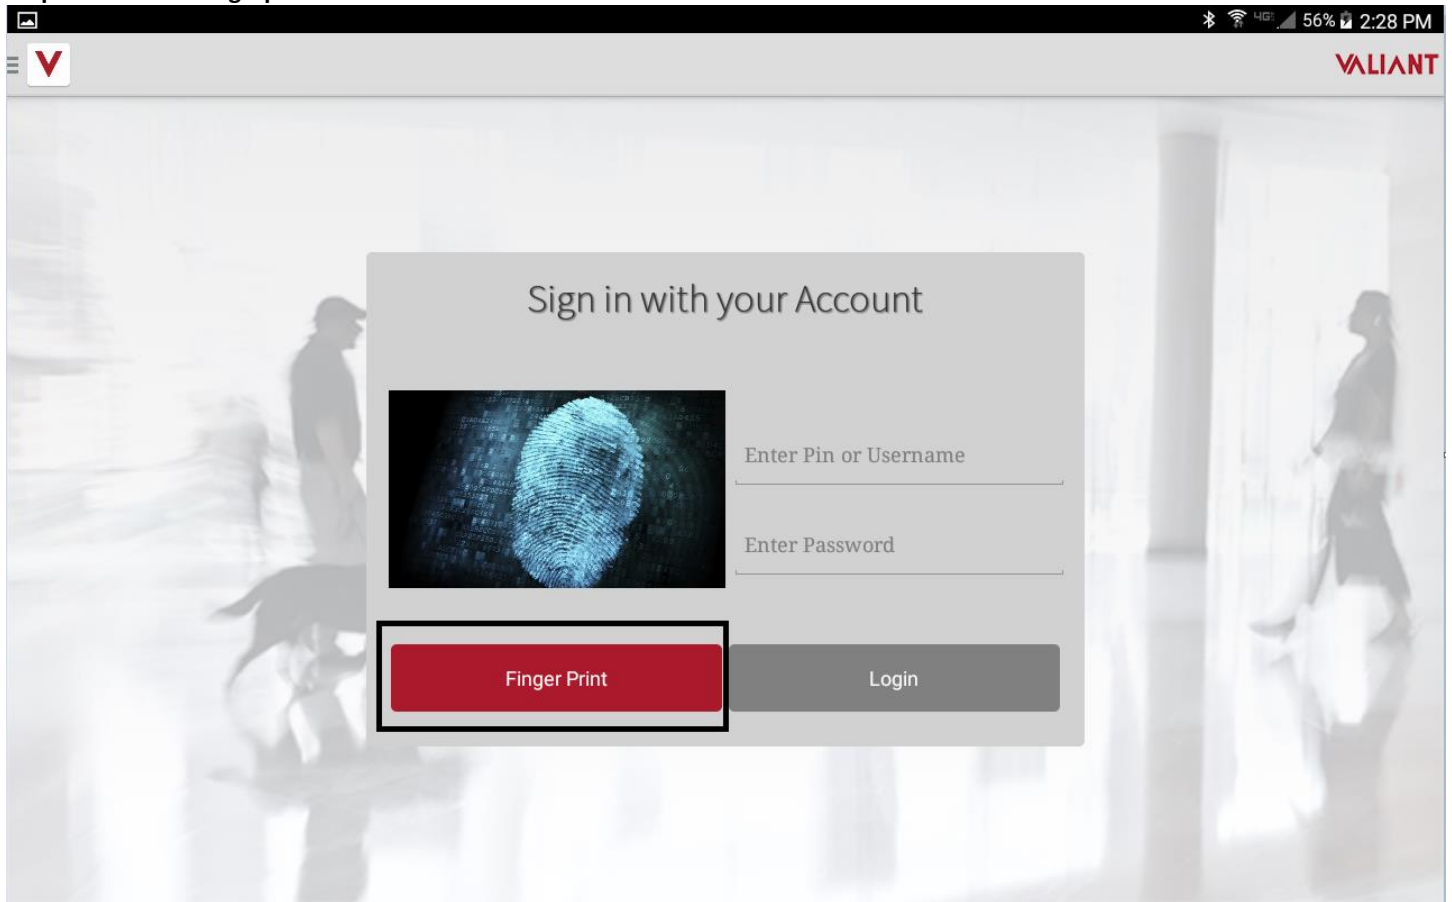 4G 56% 2:28 PM
V VALIANT
Sign in with your Account
Enter Pin or Username
Enter Password
Finger Print Login